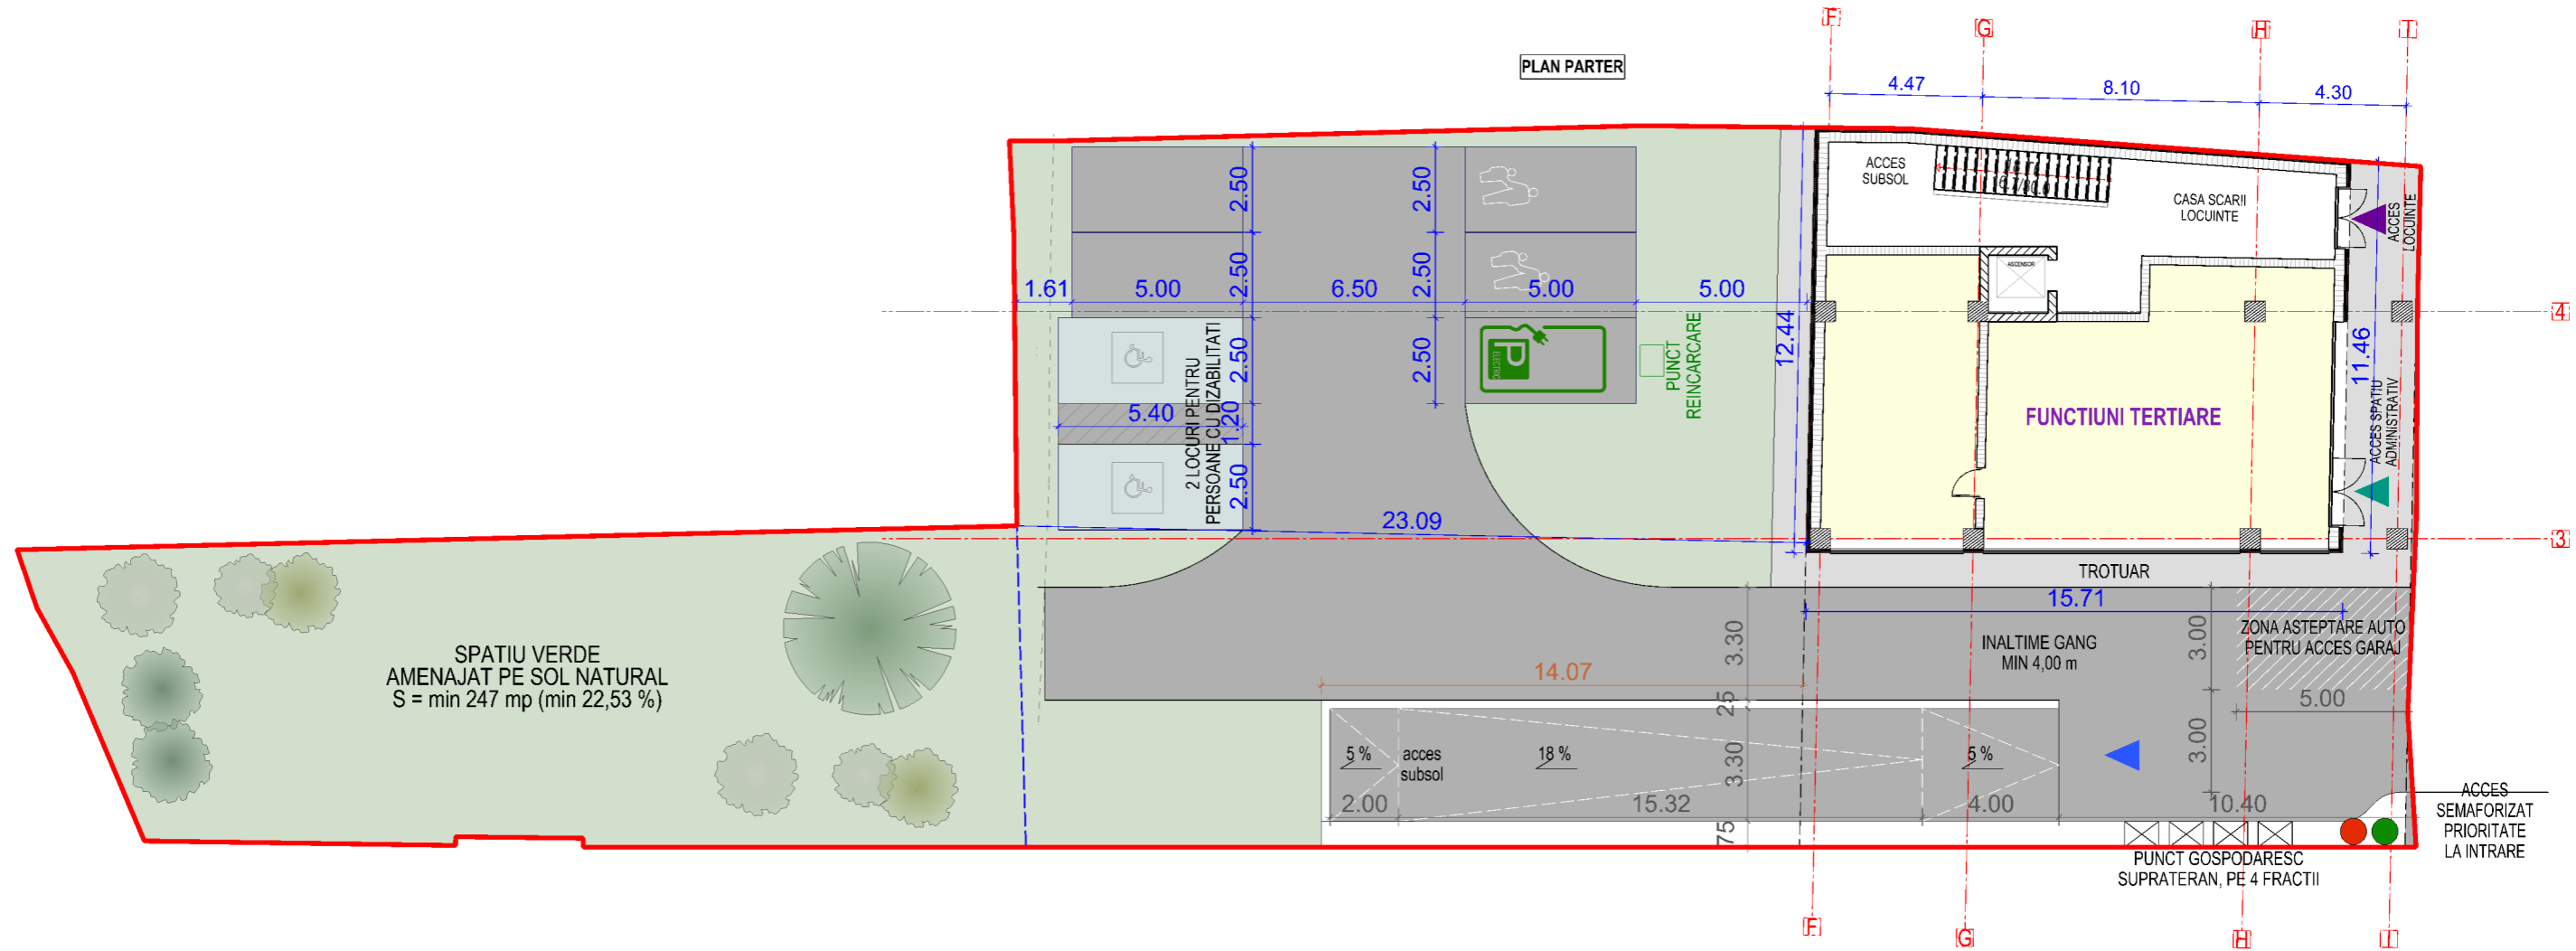 PLAN PARTER
F
G
H
I
4.47
8.10
4.30
ACCES
SUBSOL
CASA SCARII
LOCUINTE
ACCES
LOCUINTE
ASCENSOR
2.50
2.50
2.50
2.50
1.61
5.00
6.50
5.00
5.00
4
2.50
2.50
P
ELECTRIC
PUNCT
REINCARCARE
12.44
11.46
2 LOCURI PENTRU
PERSOANE CU DIZABILITATI
5.40
1.20
2.50
FUNCTIUNI TERTIARE
ACCES SPATIU
ADMINISTRATIV
23.09
3
TROTUAR
15.71
SPATIU VERDE
AMENAJAT PE SOL NATURAL
S = min 247 mp (min 22,53 %)
3.30
INALTIME GANG
MIN 4,00 m
3.00
ZONA ASTEPTARE AUTO
PENTRU ACCES GARAJ
14.07
25
5.00
5 %
acces
subsol
18 %
3.30
5 %
3.00
2.00
15.32
4.00
10.40
75
ACCES
SEMAFORIZAT
PRIORITATE
LA INTRARE
PUNCT GOSPODARESC
SUPRATERAN, PE 4 FRACTII
F
G
H
I